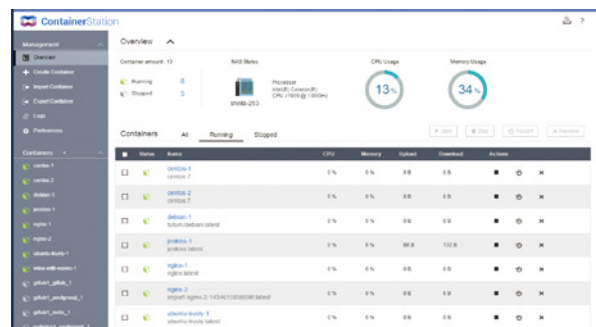 ContainerStation
?
Management
Overview
Create Container
Import Container
Export Container
Logs
Preferences
Containers
centos-1
centos-2
debian-1
jenkins-1
nginx-1
nginx-2
ubuntu-trusty-1
gitlab1_gitlab_1
gitlab1_postgresql_1
gitlab1_redis_1
Overview
Container amount: 13
Running
Stopped
NAS Status
Processor
CPU Usage
13%
Memory Usage
34%
Containers All Running Stopped
Stop
Restart
Remove
Status Name CPU Memory Upload Download Actions
centos-1 0 % 0 % 0 B 0 B
centos:7
centos-2 0 % 0 % 0 B 0 B
centos:7
debian-1 0 % 0 % 0 B 0 B
tutum/debian:latest
jenkins-1 0 % 0 %
jenkins:latest
nginx-1 0 % 0 % 0 B 0 B
nginx:latest
nginx-2 0 % 0 % 0 B 0 B
ubuntu-trusty-1 0 % 0 % 0 B 0 B
ubuntu-trusty:latest